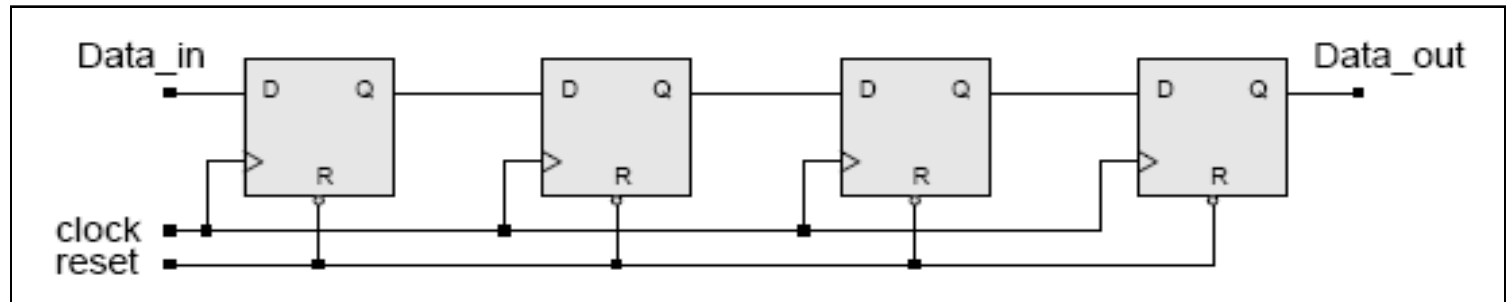 Data_in Data_out
D Q D Q D Q D Q
R R R R
clock
reset